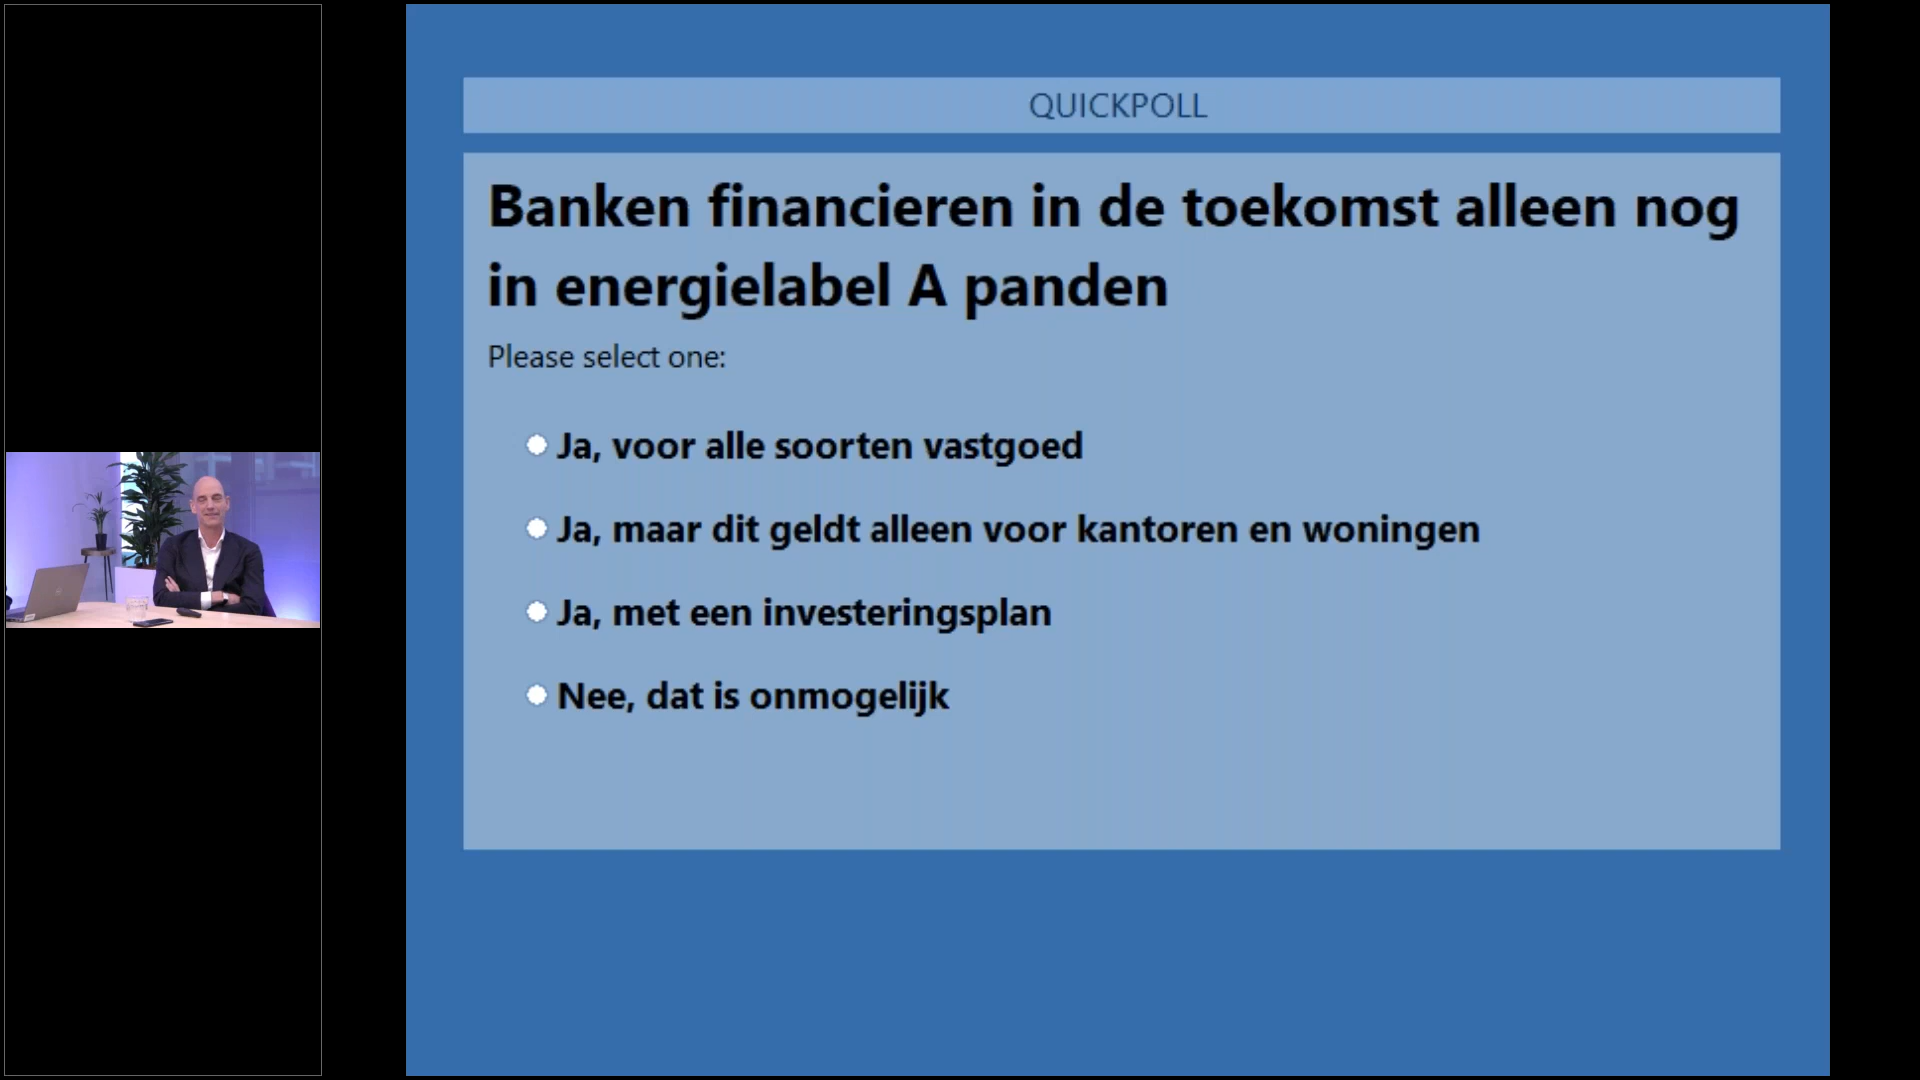 QUICKPOLL
Banken financieren in de toekomst alleen nog
in energielabel A panden
Please select one:
Ja, voor alle soorten vastgoed
Ja, maar dit geldt alleen voor kantoren en woningen
Ja, met een investeringsplan
Nee, dat is onmogelijk